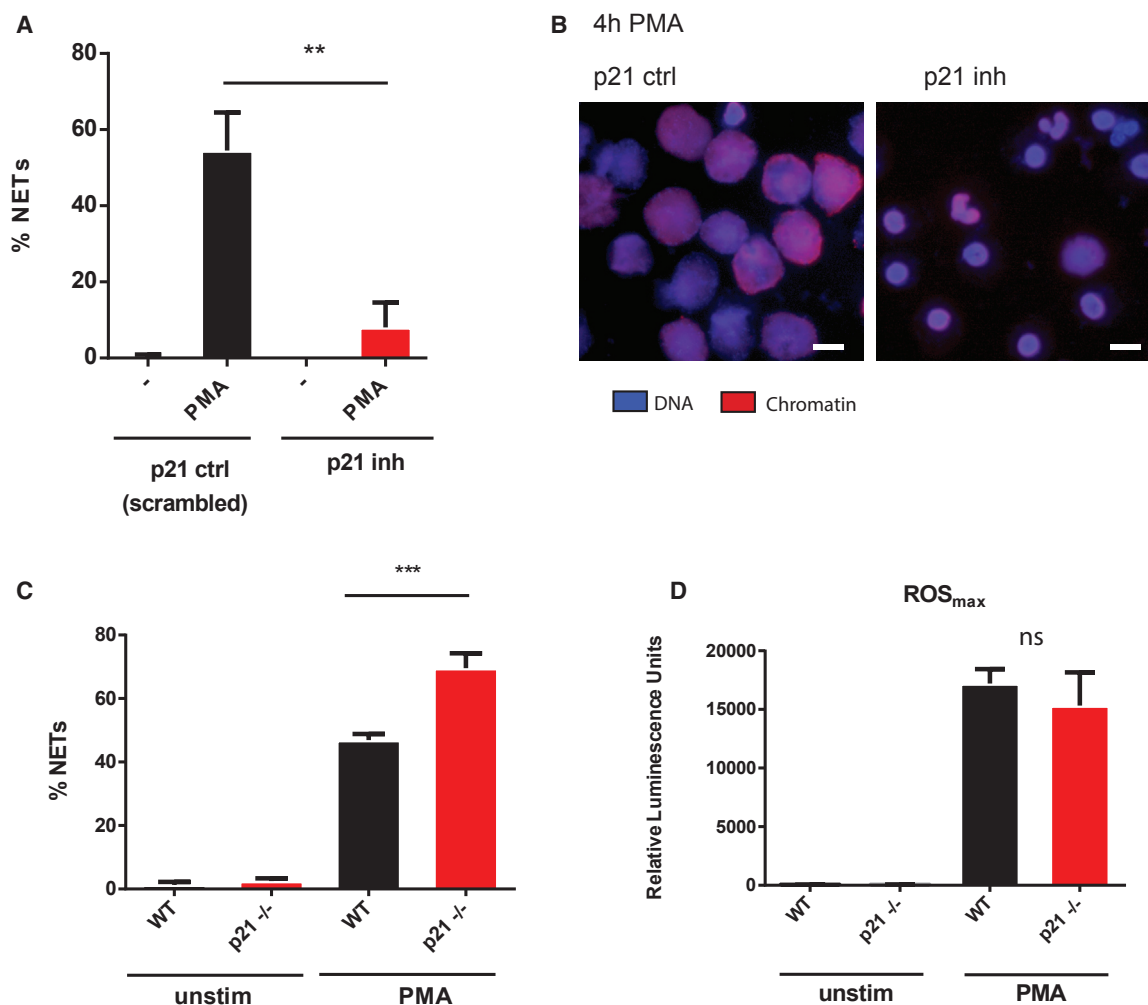 A
**
80
60
40
20
0
% NETs
-
PMA
-
PMA
p21 ctrl
(scrambled)
p21 inh
B 4h PMA
p21 ctrl
p21 inh
DNA
Chromatin
C
***
80
60
40
20
0
% NETs
WT
p21 -/-
WT
p21 -/-
unstim
PMA
D
ROSmax
ns
20000
15000
10000
5000
0
Relative Luminescence Units
WT
p21 -/-
WT
p21 -/-
unstim
PMA